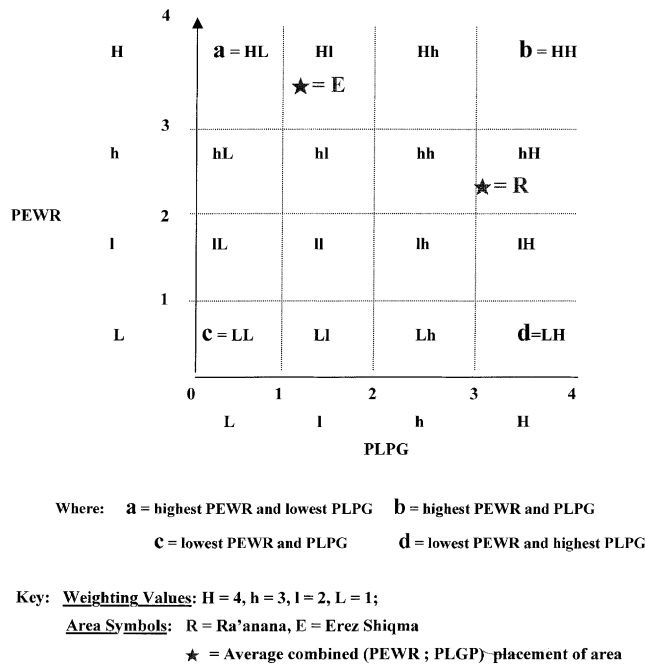 4
H a = HL Hl Hh b = HH
★ = E
3
h hL hl hh hH
★ = R
PEWR 2
l lL ll lh lH
1
L c = LL Ll Lh d=LH
0 1 2 3 4
L l h H
PLPG
Where: a = highest PEWR and lowest PLPG b = highest PEWR and PLPG
c = lowest PEWR and PLPG d = lowest PEWR and highest PLPG
Key: Weighting Values: H = 4, h = 3, l = 2, L = 1;
Area Symbols: R = Ra'anana, E = Erez Shiqma
★ = Average combined (PEWR ; PLGP) placement of area